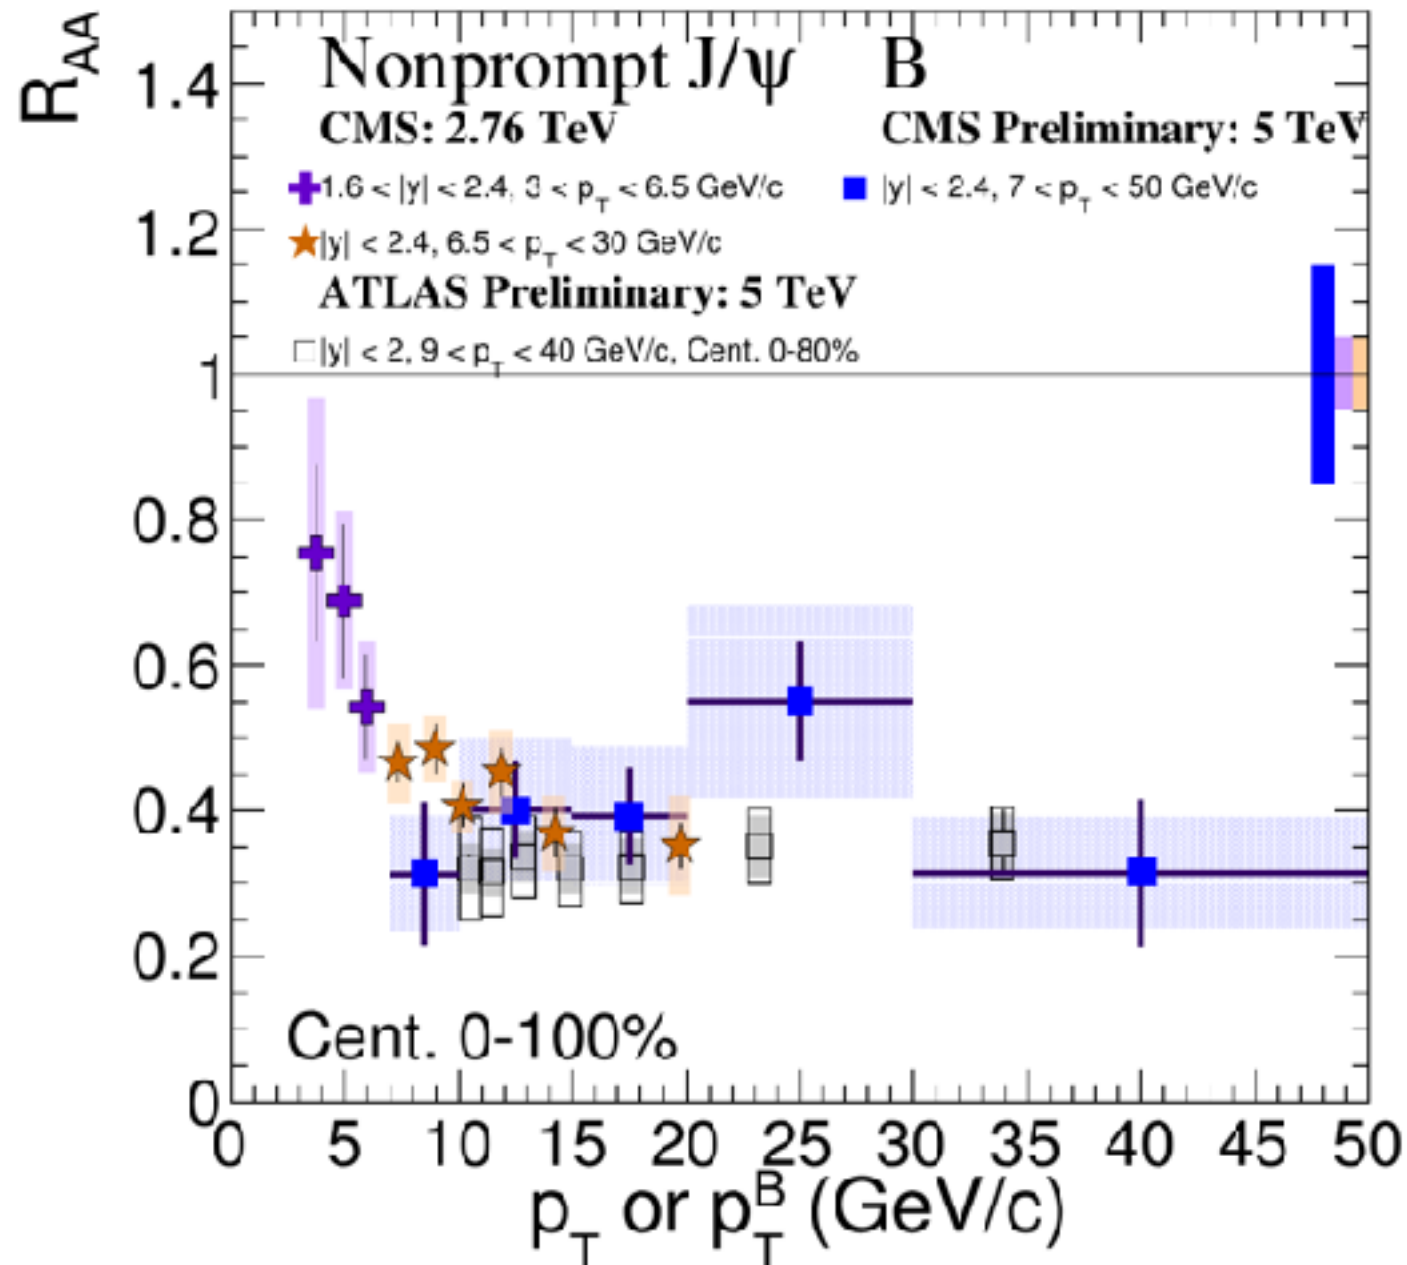 R_AA
Nonprompt J/ψ B
CMS: 2.76 TeV CMS Preliminary: 5 TeV
1.6 < |y| < 2.4, 3 < p_T < 6.5 GeV/c |y| < 2.4, 7 < p_T < 50 GeV/c
|y| < 2.4, 6.5 < p_T < 30 GeV/c
ATLAS Preliminary: 5 TeV
|y| < 2, 9 < p_T < 40 GeV/c, Cent. 0-80%
1.4
1.2
1
0.8
0.6
0.4
0.2
0
Cent. 0-100%
0 5 10 15 20 25 30 35 40 45 50
p_T or p_T^B (GeV/c)